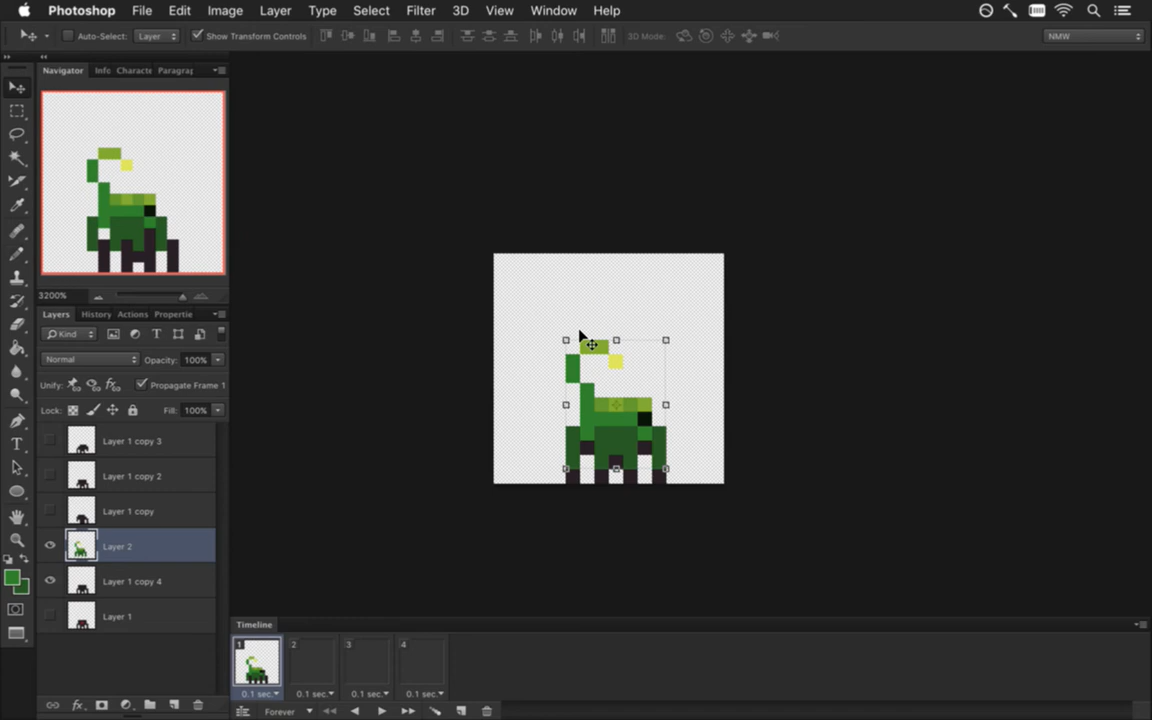 Photoshop File Edit Image Layer Type Select Filter 3D View Window Help
Auto-Select: Layer Show Transform Controls 3D Mode: NMW
Navigator Info Characte Paragrap
3200%
Layers History Actions Propertie
Kind
Normal Opacity: 100%
Unify: Propagate Frame 1
Lock: Fill: 100%
Layer 1 copy 3
Layer 1 copy 2
Layer 1 copy
Layer 2
Layer 1 copy 4
Layer 1
Timeline
1 2 3 4
0.1 sec. 0.1 sec. 0.1 sec. 0.1 sec.
Forever